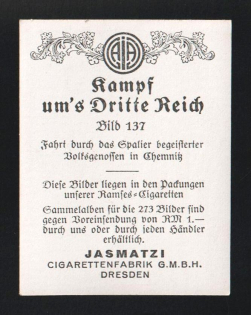 Kampf
um's Dritte Reich
Bild 137
Fahrt durch das Spalier begeisterter
Volksgenossen in Chemnitz
Diese Bilder liegen in den Packungen
unserer Ramses-Cigaretten
Sammelalben für die 273 Bilder sind
gegen Voreinsendung von RM 1.—
durch uns oder durch jeden Händler
erhältlich.
JASMATZI
CIGARETTENFABRIK G.M.B.H.
DRESDEN